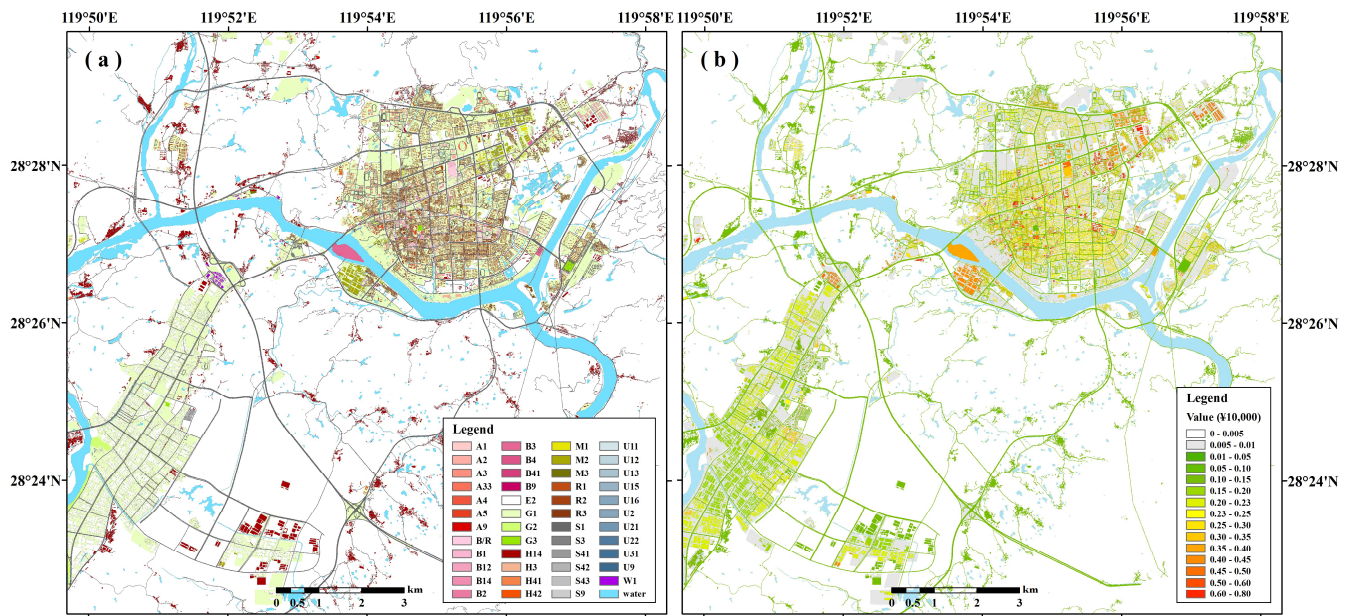 119°50′E 119°52′E 119°54′E 119°56′E 119°58′E 119°50′E 119°52′E 119°54′E 119°56′E 119°58′E
( a )
( b )
28°28′N
28°26′N
28°24′N
28°28′N
28°26′N
28°24′N
Legend
A1
A2
A3
A33
A4
A5
A9
B/R
B1
B12
B14
B2
B3
B4
B41
B9
E2
G1
G2
G3
H14
H3
H41
H42
M1
M2
M3
R1
R2
R3
S1
S3
S41
S42
S43
S9
U11
U12
U13
U15
U16
U2
U21
U22
U31
U9
W1
water
0 0.5 1 2 3
km
Legend
Value (¥10,000)
0 - 0.005
0.005 - 0.01
0.01 - 0.05
0.05 - 0.10
0.10 - 0.15
0.15 - 0.20
0.20 - 0.23
0.23 - 0.25
0.25 - 0.30
0.30 - 0.35
0.35 - 0.40
0.40 - 0.45
0.45 - 0.50
0.50 - 0.60
0.60 - 0.80
0 0.5 1 2 3
km